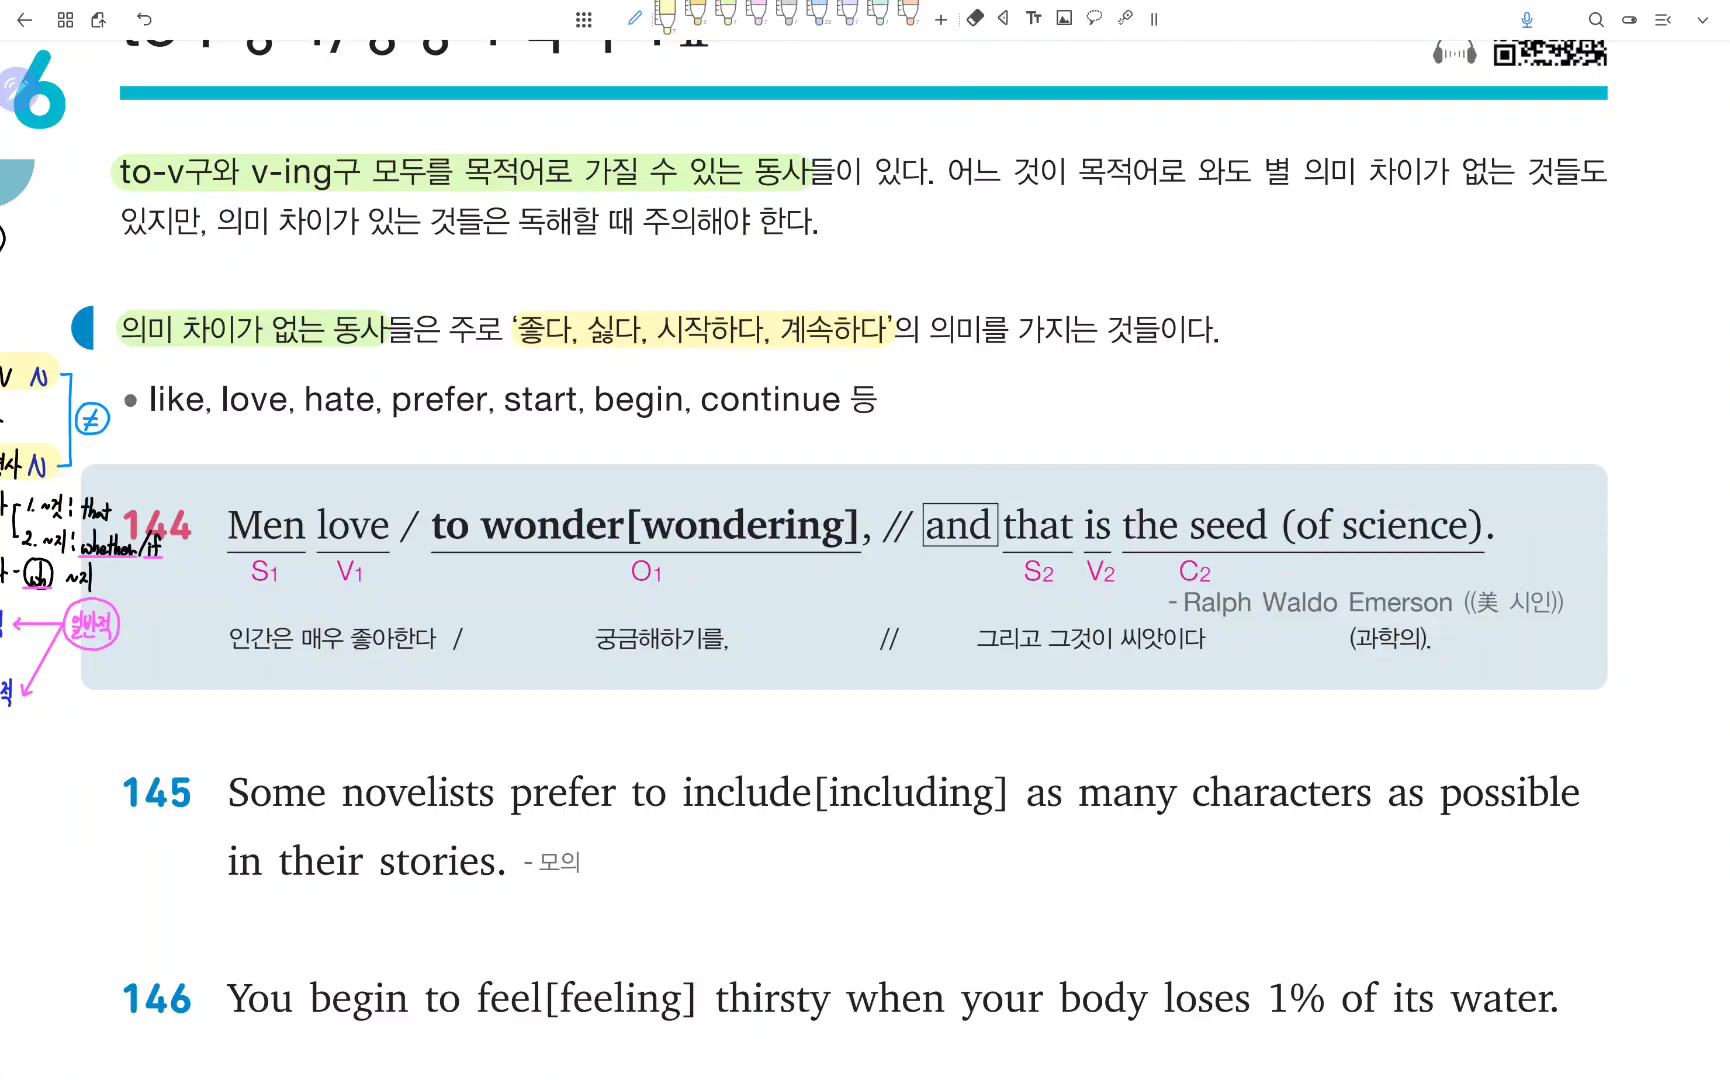 6
to-v구와 v-ing구 모두를 목적어로 가질 수 있는 동사들이 있다. 어느 것이 목적어로 와도 별 의미 차이가 없는 것들도
있지만, 의미 차이가 있는 것들은 독해할 때 주의해야 한다.
의미 차이가 없는 동사들은 주로 ‘좋다, 싫다, 시작하다, 계속하다’의 의미를 가지는 것들이다.
V N
• like, love, hate, prefer, start, begin, continue 등
≠
N
1. ~것 : that
144 Men love / to wonder[wondering], // and that is the seed (of science).
2. ~지 : whether/if
S1 V1 O1 S2 V2 C2
wh ~지
- Ralph Waldo Emerson ((美 시인))
일반적
인간은 매우 좋아한다 / 궁금해하기를, // 그리고 그것이 씨앗이다 (과학의).
적
145 Some novelists prefer to include[including] as many characters as possible
in their stories. - 모의
146 You begin to feel[feeling] thirsty when your body loses 1% of its water.